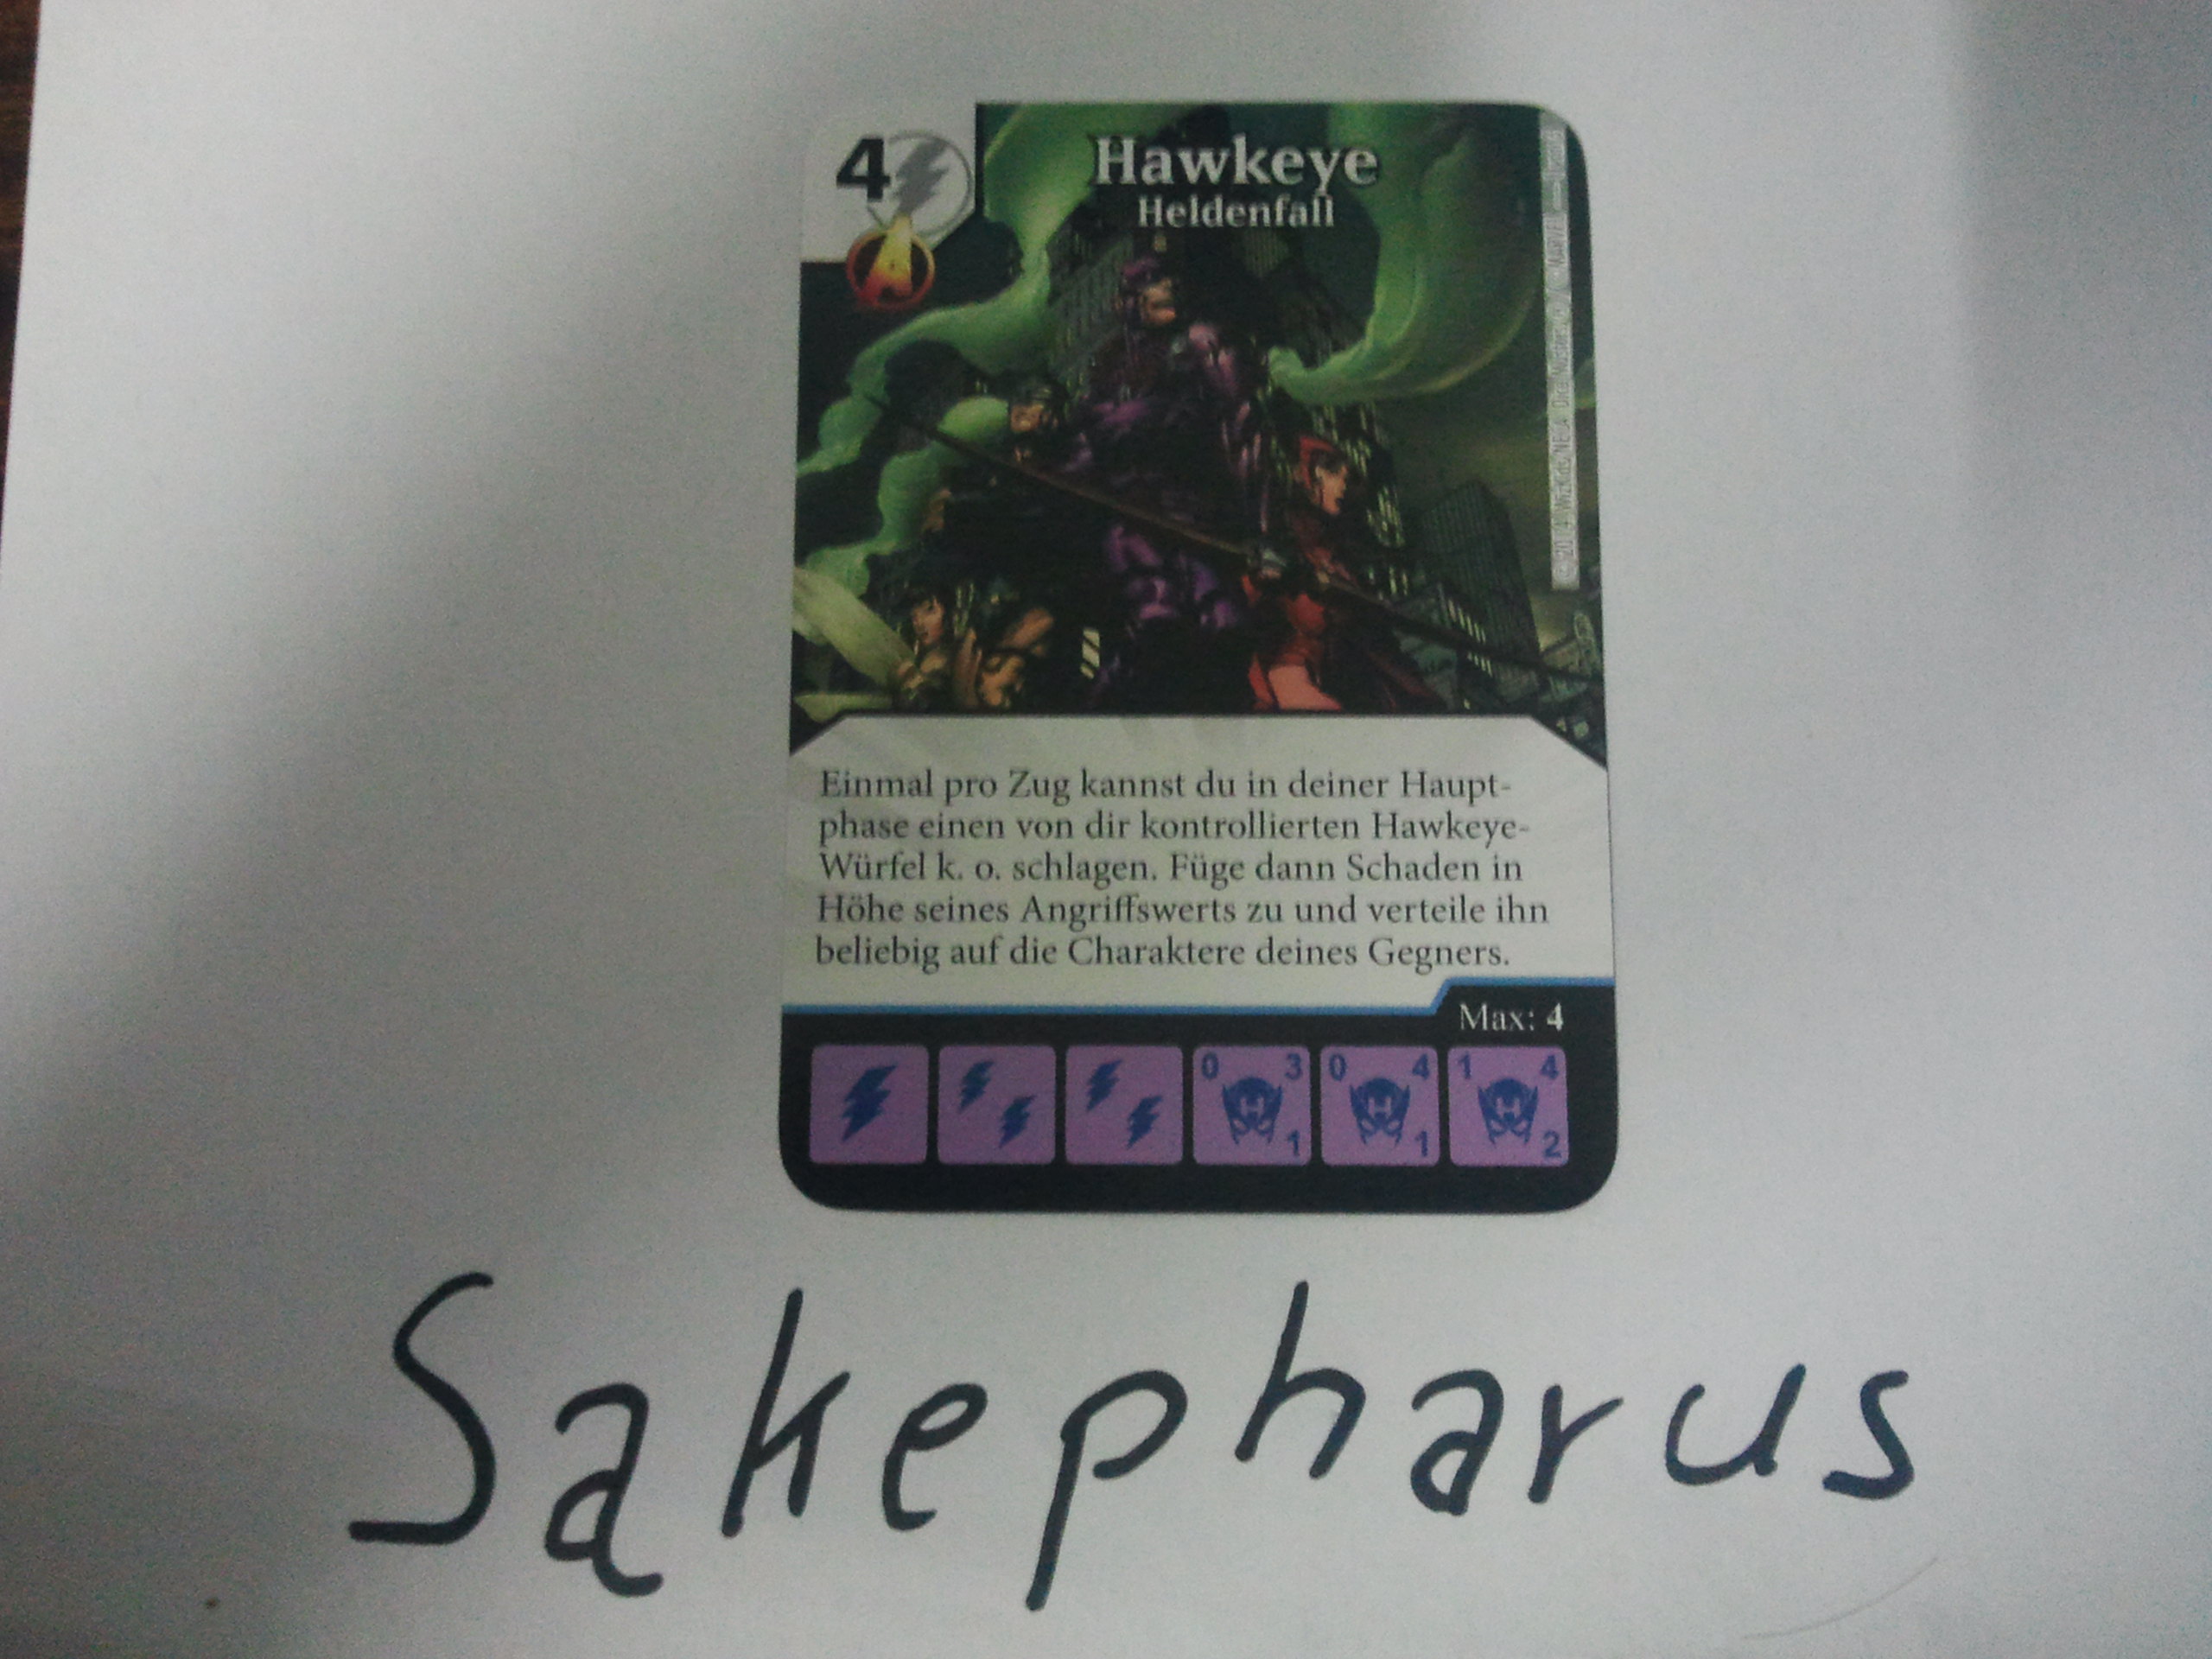 4
Hawkeye
Heldenfall
Einmal pro Zug kannst du in deiner Haupt-
phase einen von dir kontrollierten Hawkeye-
Würfel k. o. schlagen. Füge dann Schaden in
Höhe seines Angriffswerts zu und verteile ihn
beliebig auf die Charaktere deines Gegners.
Max: 4
0 3 0 4 1 4
H H H
1 1 2
Sakepharus